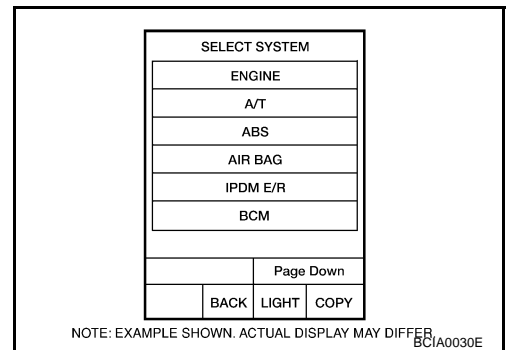 SELECT SYSTEM
ENGINE
A/T
ABS
AIR BAG
IPDM E/R
BCM
Page Down
BACK LIGHT COPY
NOTE: EXAMPLE SHOWN. ACTUAL DISPLAY MAY DIFFER.
BCIA0030E